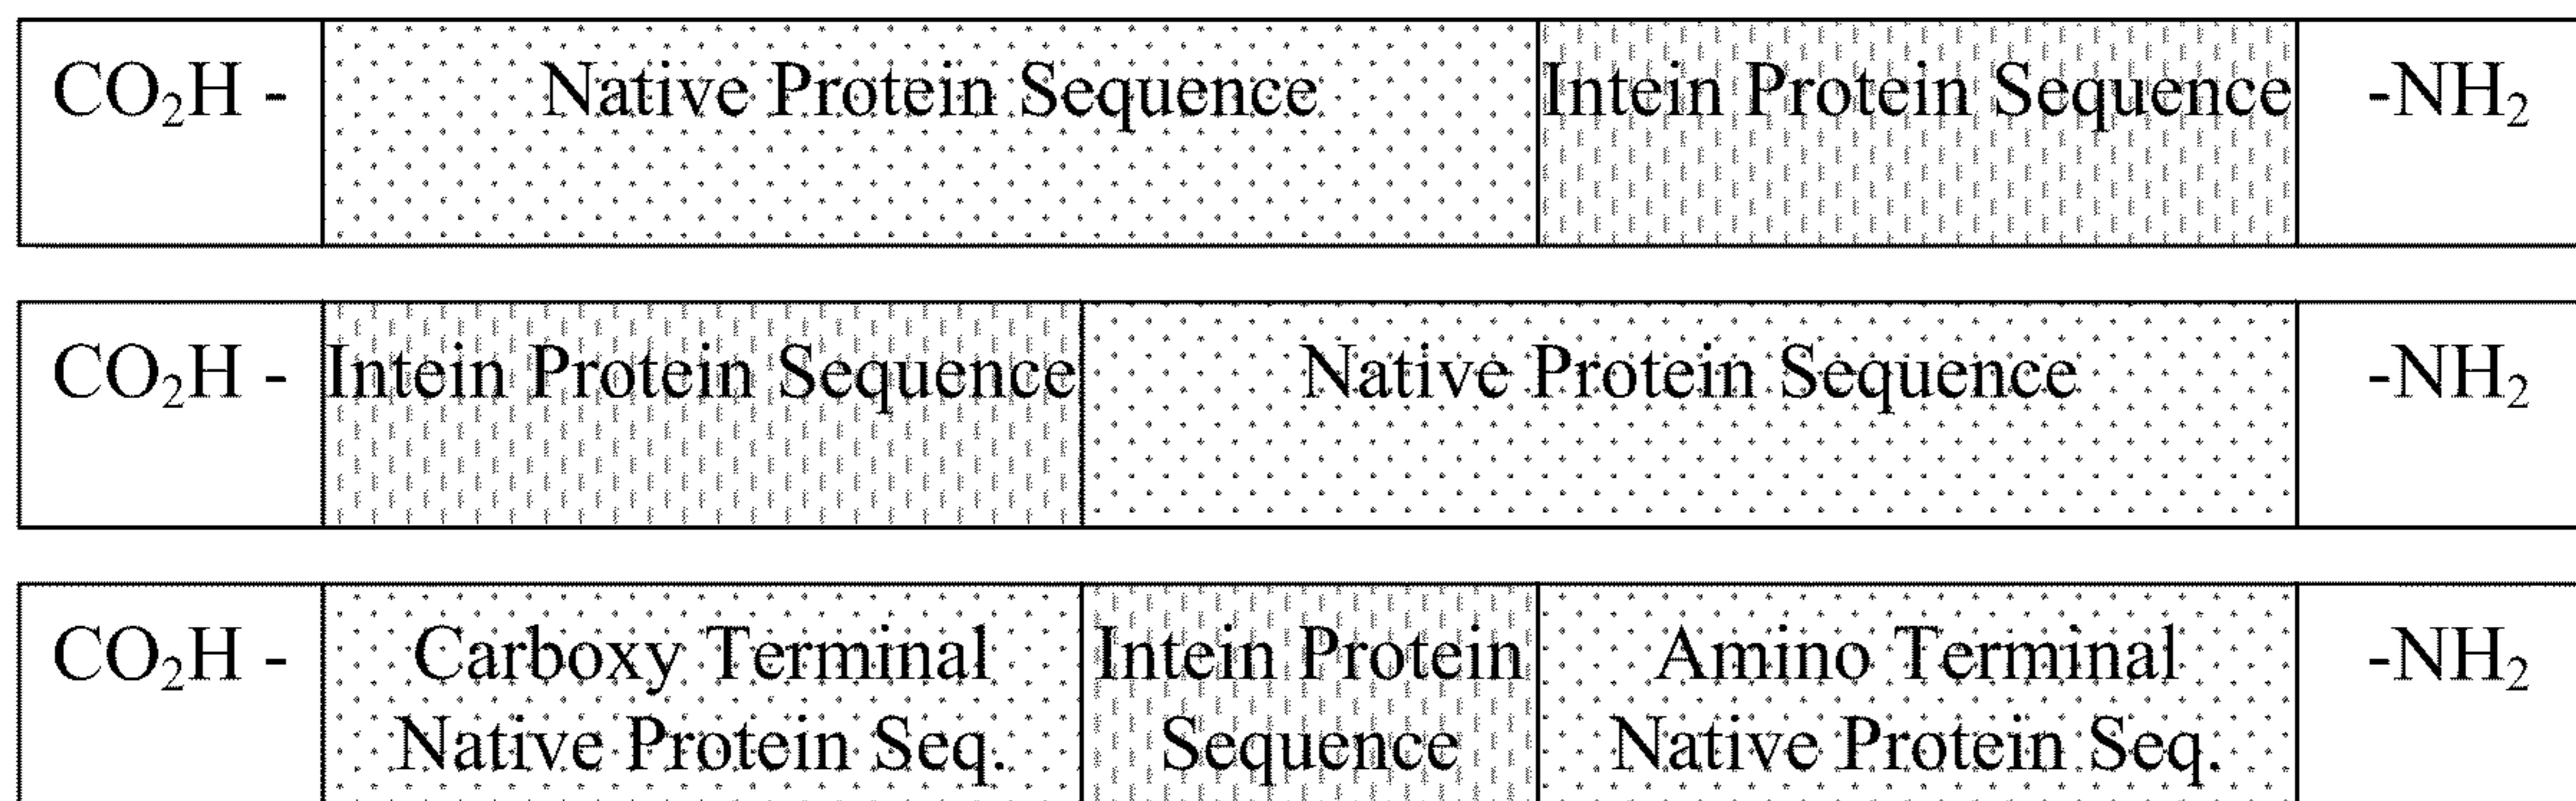 CO₂H - Native Protein Sequence Intein Protein Sequence -NH₂
CO₂H - Intein Protein Sequence Native Protein Sequence -NH₂
CO₂H - Carboxy Terminal Intein Protein Amino Terminal -NH₂
Native Protein Seq. Sequence Native Protein Seq.